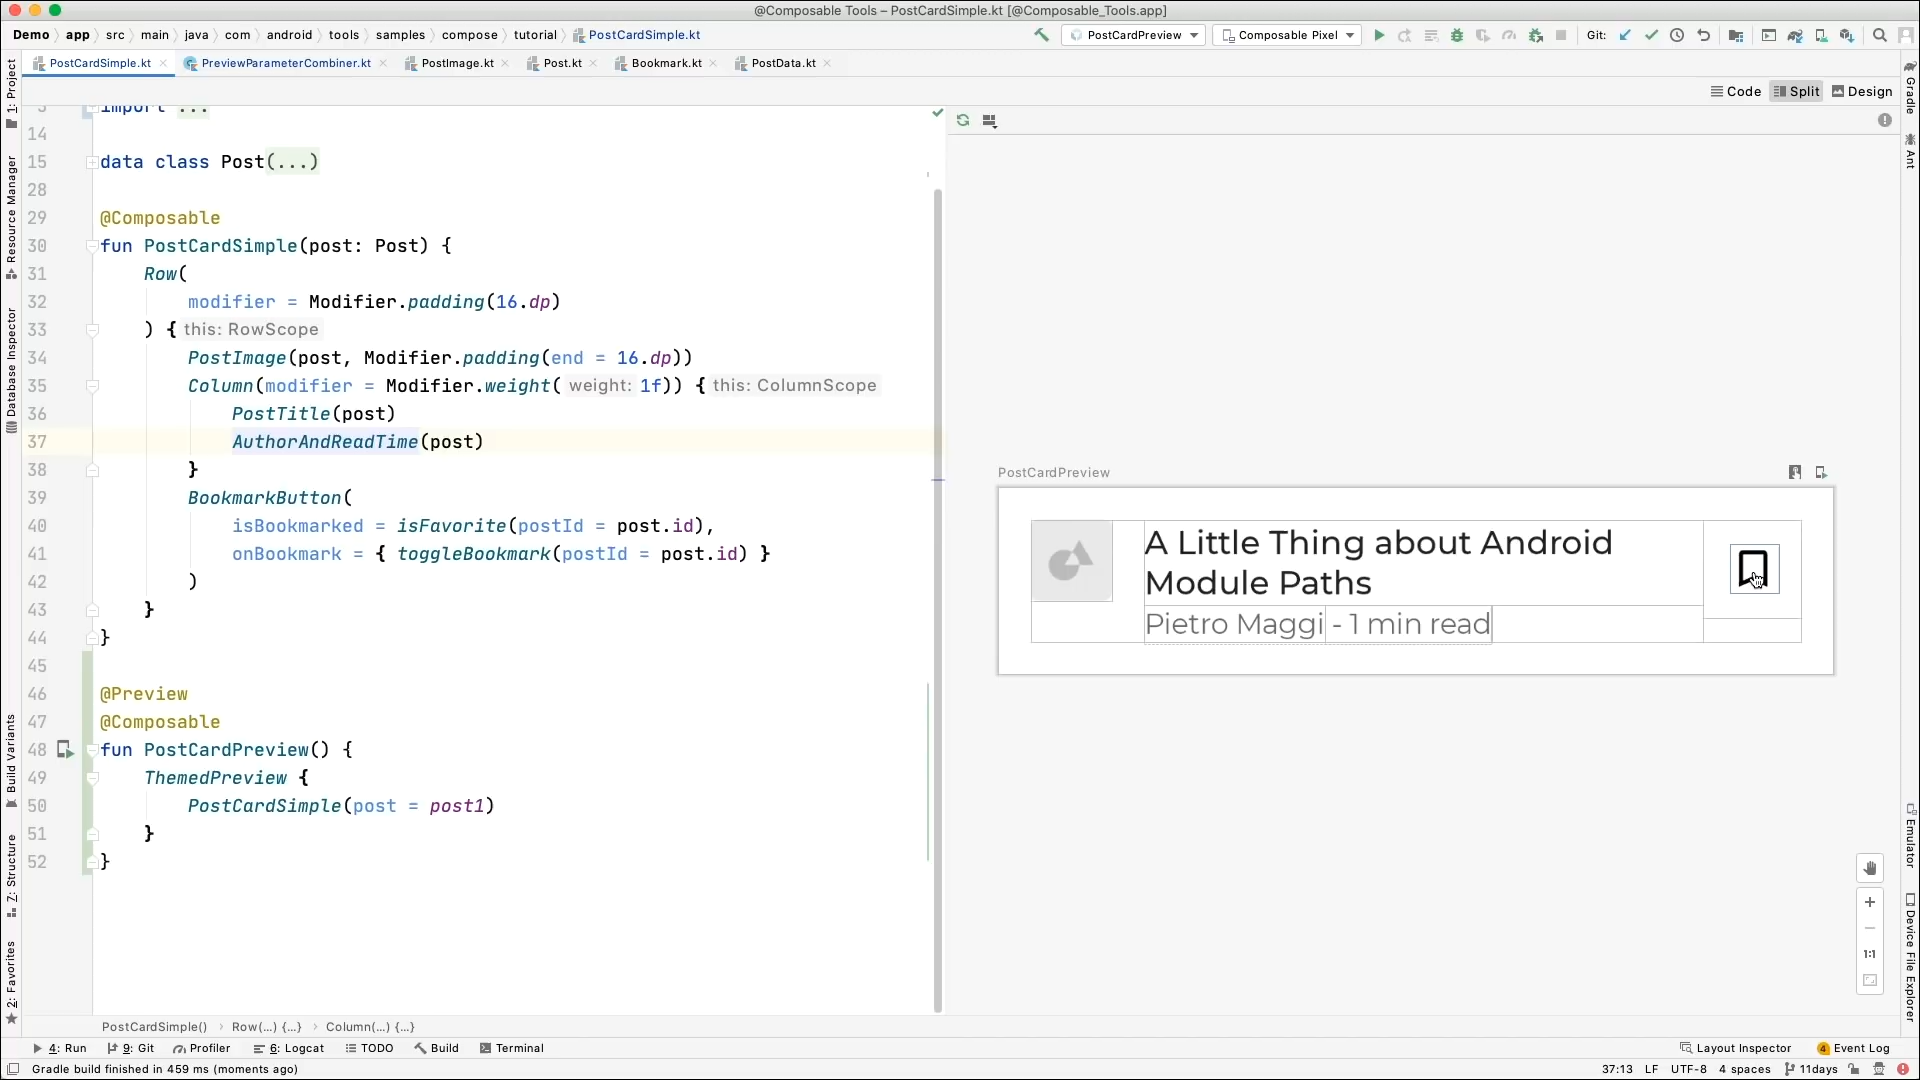 @Composable Tools – PostCardSimple.kt [@Composable_Tools.app]
Demo app src main java com android tools samples compose tutorial PostCardSimple.kt PostCardPreview Composable Pixel Git:
PostCardSimple.kt PreviewParameterCombiner.kt PostImage.kt Post.kt Bookmark.kt PostData.kt
Code Split Design
3 import ...
14
15 data class Post(...)
28
29 @Composable
30 fun PostCardSimple(post: Post) {
31 Row(
32 modifier = Modifier.padding(16.dp)
33 ) { this: RowScope
34 PostImage(post, Modifier.padding(end = 16.dp))
35 Column(modifier = Modifier.weight( weight: 1f)) { this: ColumnScope
36 PostTitle(post)
37 AuthorAndReadTime(post)
38 }
39 BookmarkButton(
40 isBookmarked = isFavorite(postId = post.id),
41 onBookmark = { toggleBookmark(postId = post.id) }
42 )
43 }
44 }
45
46 @Preview
47 @Composable
48 fun PostCardPreview() {
49 ThemedPreview {
50 PostCardSimple(post = post1)
51 }
52 }
PostCardPreview
A Little Thing about Android
Module Paths
Pietro Maggi - 1 min read
1:1
1: Project
Resource Manager
Database Inspector
Build Variants
7: Structure
2: Favorites
Gradle
Ant
Emulator
Device File Explorer
PostCardSimple() Row(...) {...} Column(...) {...}
4: Run 9: Git Profiler 6: Logcat TODO Build Terminal Layout Inspector 4 Event Log
Gradle build finished in 459 ms (moments ago) 37:13 LF UTF-8 4 spaces 11days